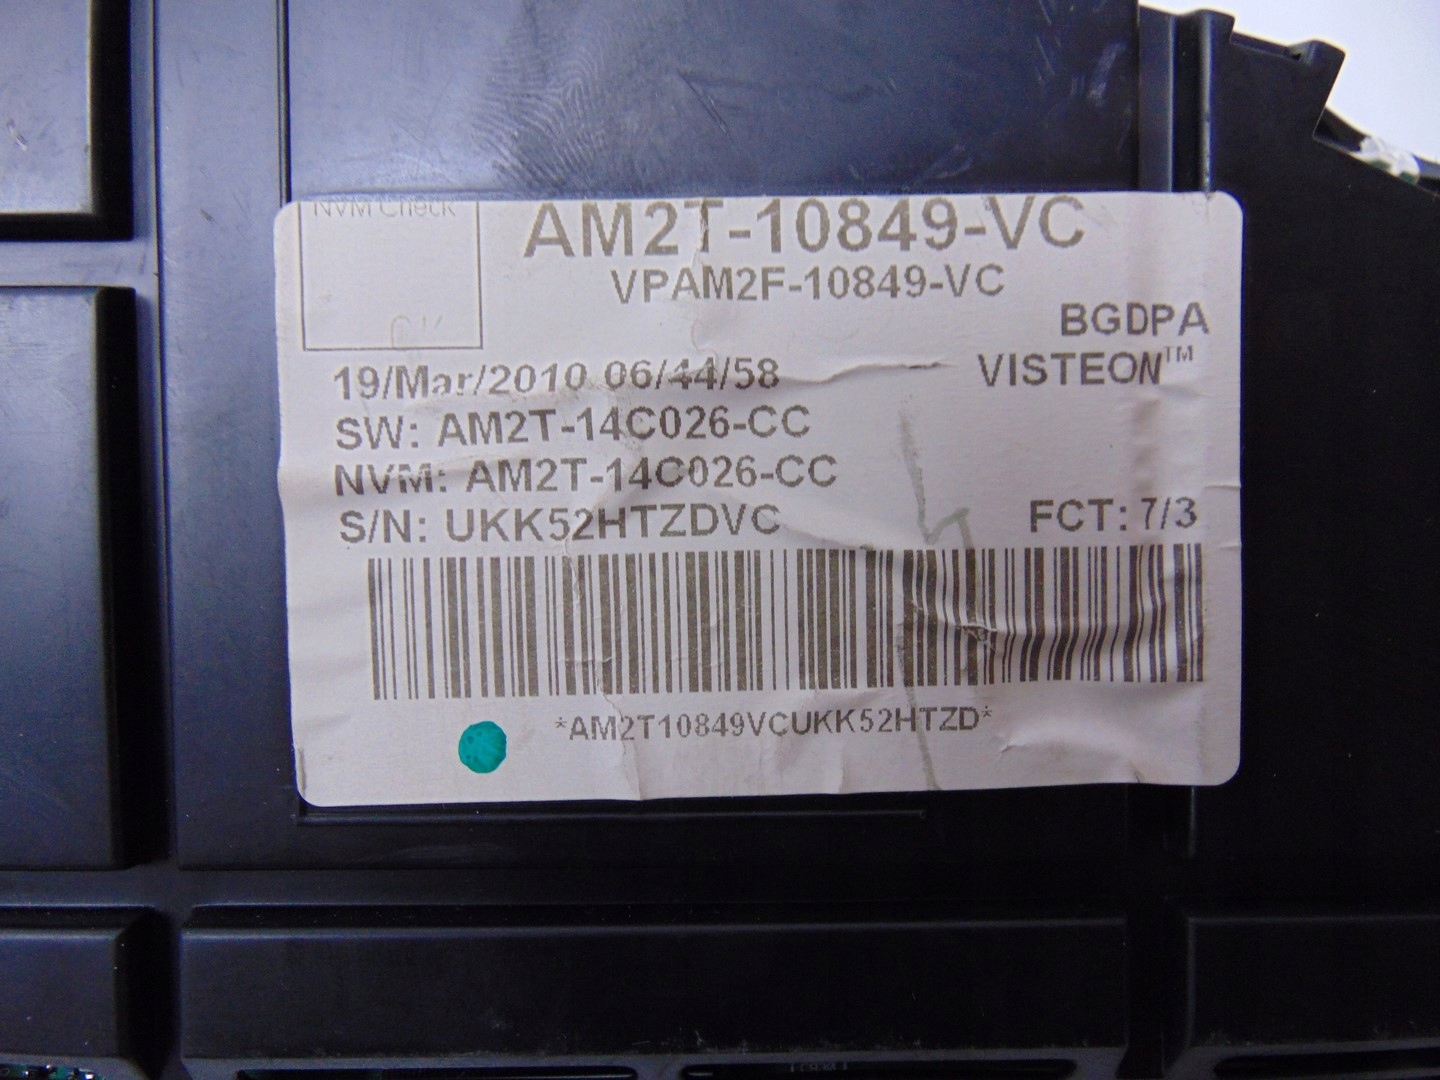 NVM Check
AM2T-10849-VC
VPAM2F-10849-VC
BGDPA
19/Mar/2010 06/44/58
VISTEON™
SW: AM2T-14C026-CC
NVM: AM2T-14C026-CC
S/N: UKK52HTZDVC
FCT: 7/3
*AM2T10849VCUKK52HTZD*